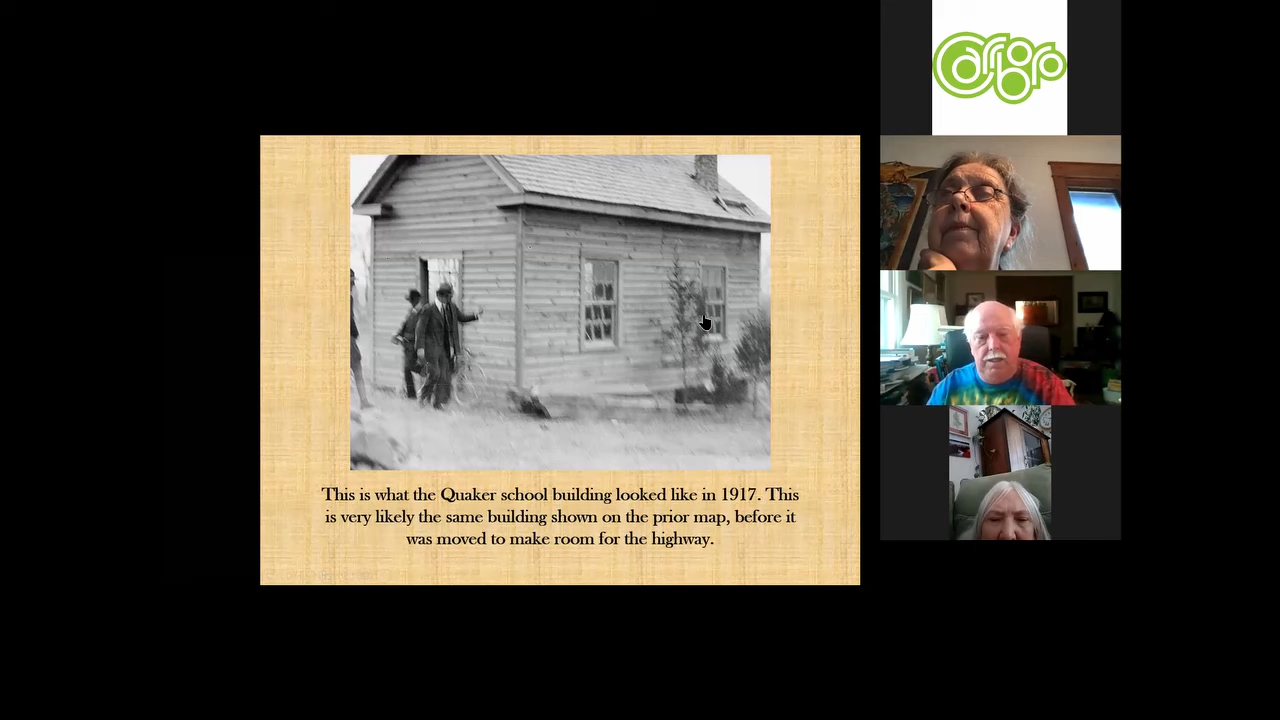 Carrboro
This is what the Quaker school building looked like in 1917. This
is very likely the same building shown on the prior map, before it
was moved to make room for the highway.